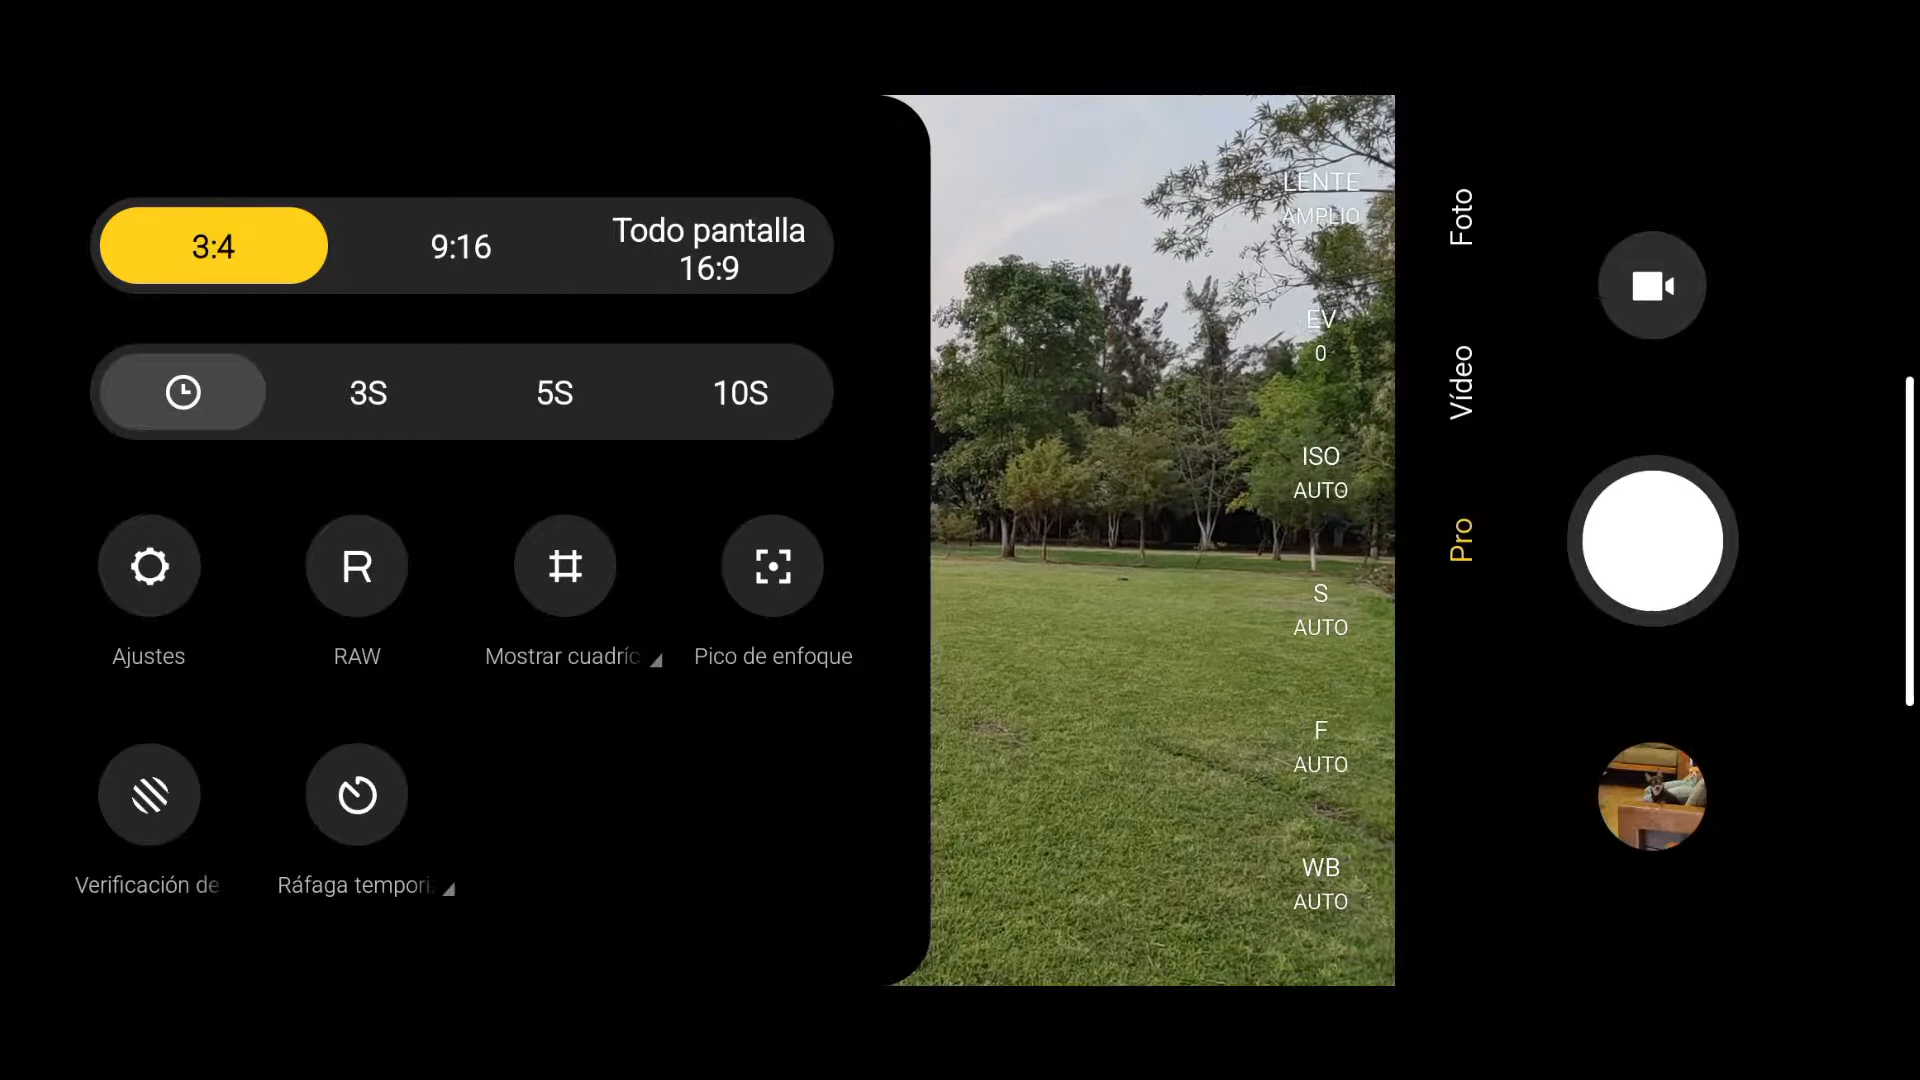 3:4
9:16
Todo pantalla
16:9
3S
5S
10S
R
Ajustes
RAW
Mostrar cuadríc
Pico de enfoque
Verificación de
Ráfaga tempori
LENTE
AMPLIO
EV
0
ISO
AUTO
S
AUTO
F
AUTO
WB
AUTO
Foto
Vídeo
Pro